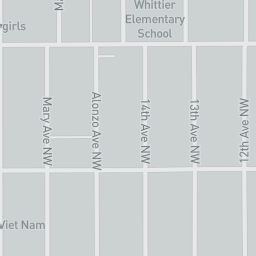 Whittier
Elementary
School
girls
Mary Ave NW
Alonzo Ave NW
14th Ave NW
13th Ave NW
12th Ave NW
Viet Nam